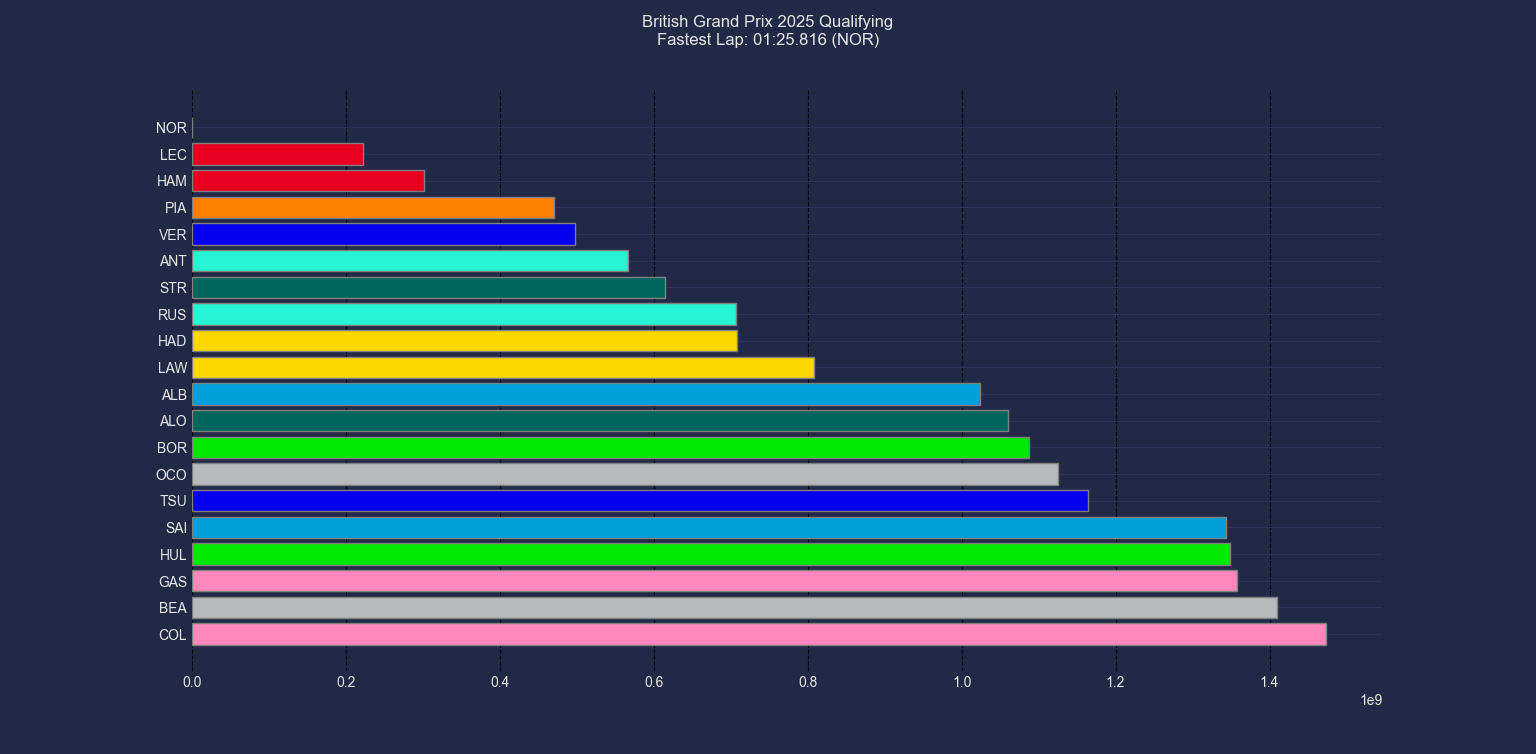 British Grand Prix 2025 Qualifying
Fastest Lap: 01:25.816 (NOR)
NOR
LEC
HAM
PIA
VER
ANT
STR
RUS
HAD
LAW
ALB
ALO
BOR
OCO
TSU
SAI
HUL
GAS
BEA
COL
0.0 0.2 0.4 0.6 0.8 1.0 1.2 1.4
1e9